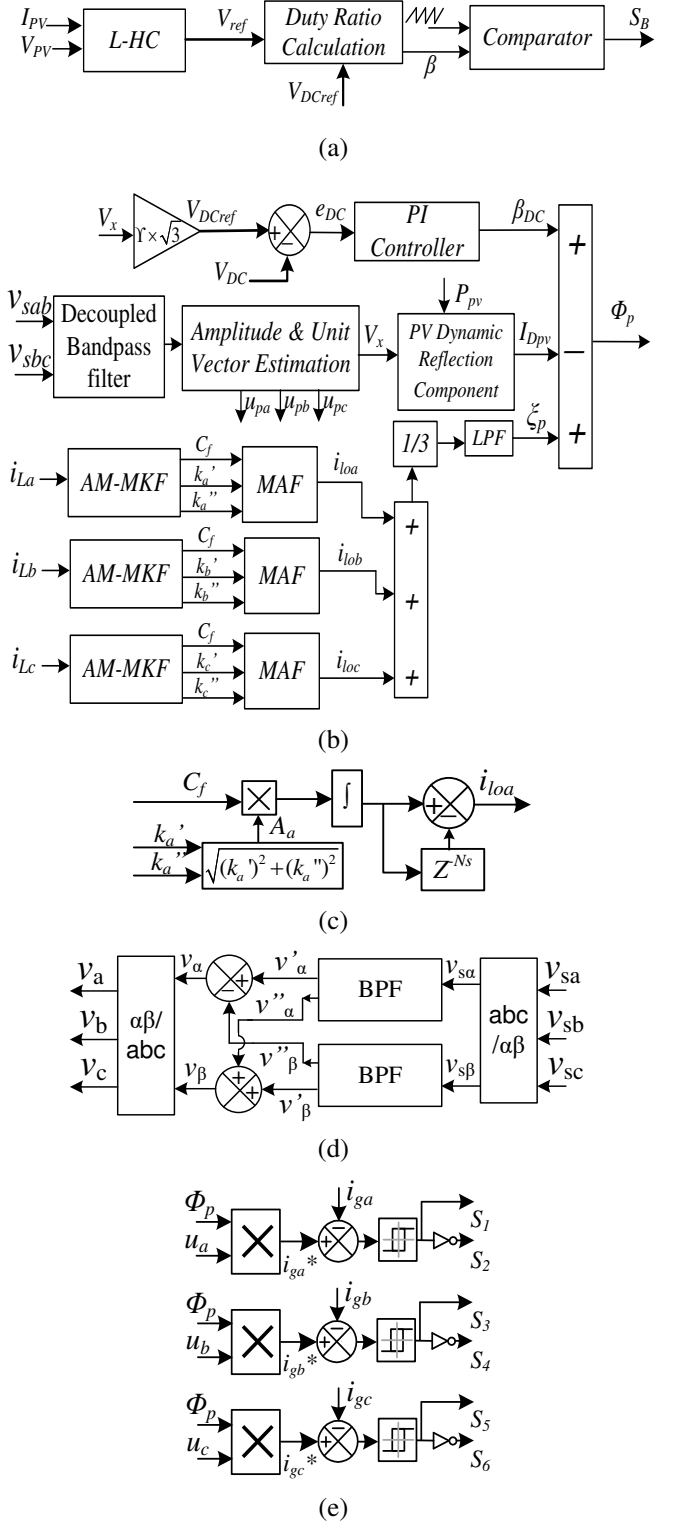 I_PV
V_PV
L-HC
V_ref
Duty Ratio
Calculation
β
Comparator
S_B
V_DCref
(a)
V_x
ϒ×√3
V_DCref
+
−
V_DC
e_DC
PI
Controller
β_DC
v_sab
v_sbc
Decoupled
Bandpass
filter
Amplitude & Unit
Vector Estimation
V_x
P_pv
PV Dynamic
Reflection
Component
I_Dpv
+
−
+
Φ_p
u_pa
u_pb
u_pc
1/3
LPF
ξ_p
i_La
AM-MKF
C_f
k_a'
k_a''
MAF
i_loa
+
i_Lb
AM-MKF
C_f
k_b'
k_b''
MAF
i_lob
+
i_Lc
AM-MKF
C_f
k_c'
k_c''
MAF
i_loc
+
(b)
C_f
×
∫
+
−
i_loa
k_a'
k_a''
A_a
√(k_a')²+(k_a'')²
Z^-Ns
(c)
v_a
v_b
v_c
αβ/
abc
v_α
−
+
v'_α
v''_α
BPF
v_sα
abc
/αβ
v_sa
v_sb
v_sc
v_β
+
+
v''_β
v'_β
BPF
v_sβ
(d)
Φ_p
u_a
×
i_ga*
+
−
i_ga
S_1
S_2
Φ_p
u_b
×
i_gb*
+
−
i_gb
S_3
S_4
Φ_p
u_c
×
i_gc*
+
−
i_gc
S_5
S_6
(e)